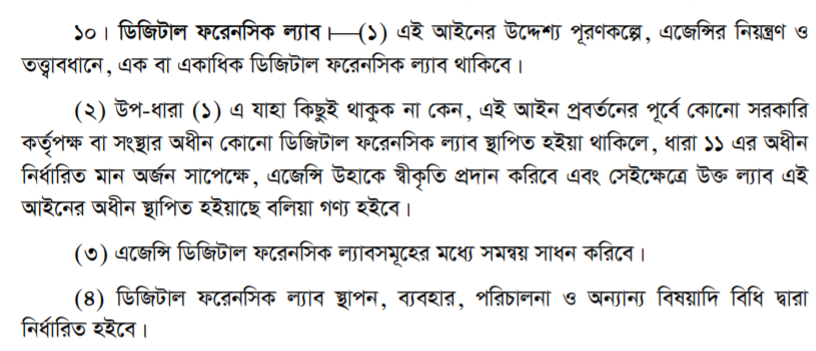 ১০। ডিজিটাল ফরেনসিক ল্যাব।—(১) এই আইনের উদ্দেশ্য পূরণকল্পে, এজেন্সির নিয়ন্ত্রণ ও
তত্ত্বাবধানে, এক বা একাধিক ডিজিটাল ফরেনসিক ল্যাব থাকিবে।
(২) উপ-ধারা (১) এ যাহা কিছুই থাকুক না কেন, এই আইন প্রবর্তনের পূর্বে কোনো সরকারি
কর্তৃপক্ষ বা সংস্থার অধীন কোনো ডিজিটাল ফরেনসিক ল্যাব স্থাপিত হইয়া থাকিলে, ধারা ১১ এর অধীন
নির্ধারিত মান অর্জন সাপেক্ষে, এজেন্সি উহাকে স্বীকৃতি প্রদান করিবে এবং সেইক্ষেত্রে উক্ত ল্যাব এই
আইনের অধীন স্থাপিত হইয়াছে বলিয়া গণ্য হইবে।
(৩) এজেন্সি ডিজিটাল ফরেনসিক ল্যাবসমূহের মধ্যে সমন্বয় সাধন করিবে।
(৪) ডিজিটাল ফরেনসিক ল্যাব স্থাপন, ব্যবহার, পরিচালনা ও অন্যান্য বিষয়াদি বিধি দ্বারা
নির্ধারিত হইবে।